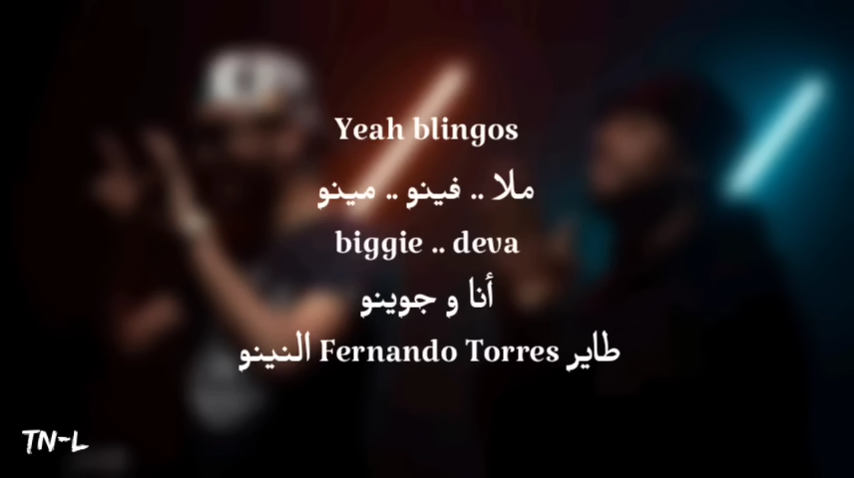 Yeah blingos
ملا .. فينو .. مينو
biggie .. deva
أنا و جوينو
طاير Fernando Torres النينو
TN-L